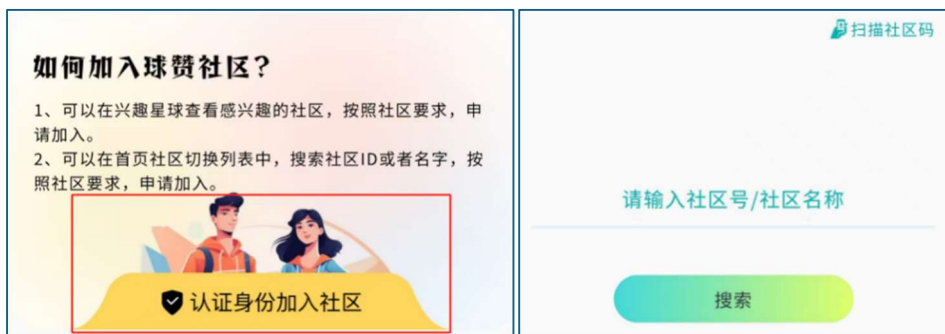 如何加入球赞社区？
1、可以在兴趣星球查看感兴趣的社区，按照社区要求，申
请加入。
2、可以在首页社区切换列表中，搜索社区ID或者名字，按
照社区要求，申请加入。
认证身份加入社区
扫描社区码
请输入社区号/社区名称
搜索